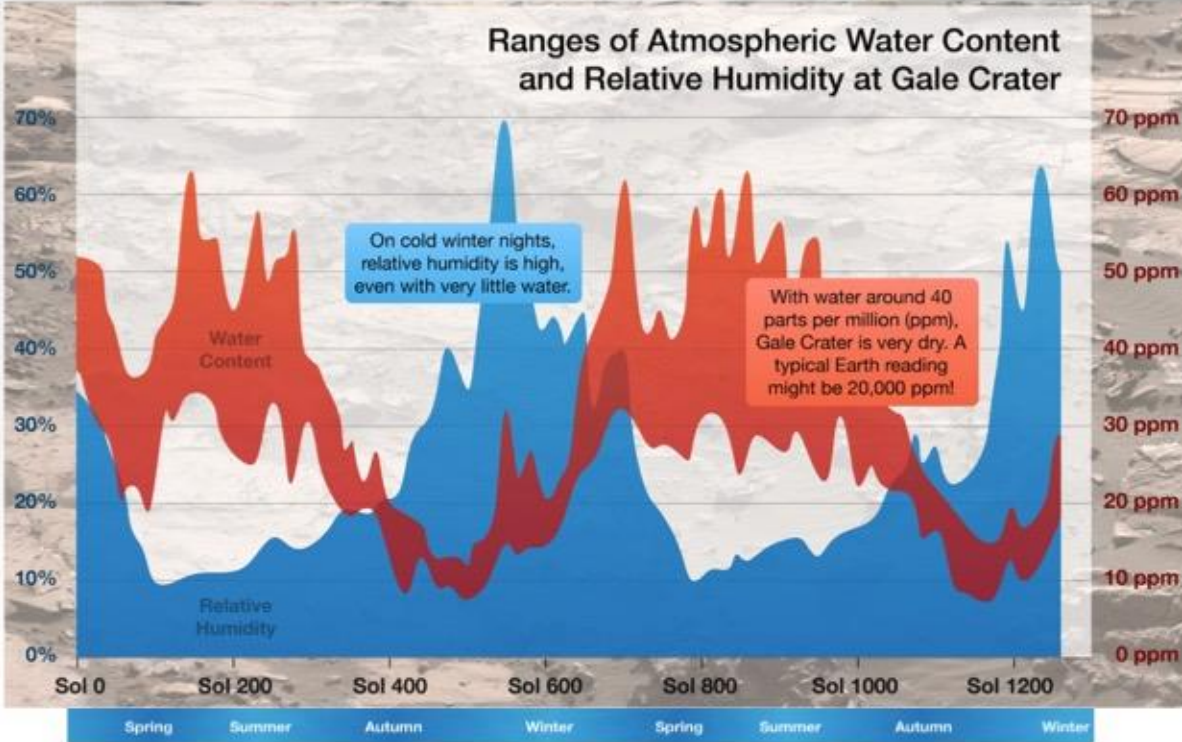 Ranges of Atmospheric Water Content
and Relative Humidity at Gale Crater
70%
60%
50%
40%
30%
20%
10%
0%
70 ppm
60 ppm
50 ppm
40 ppm
30 ppm
20 ppm
10 ppm
0 ppm
On cold winter nights,
relative humidity is high,
even with very little water.
With water around 40
parts per million (ppm),
Gale Crater is very dry. A
typical Earth reading
might be 20,000 ppm!
Water
Content
Relative
Humidity
Sol 0 Sol 200 Sol 400 Sol 600 Sol 800 Sol 1000 Sol 1200
Spring Summer Autumn Winter Spring Summer Autumn Winter